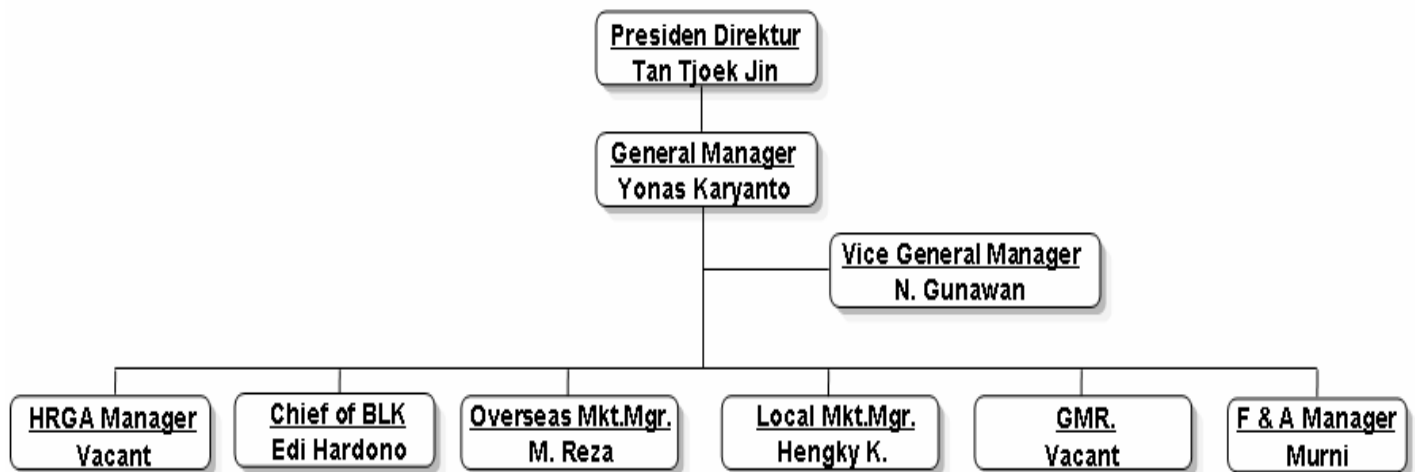 Presiden Direktur
Tan Tjoek Jin
General Manager
Yonas Karyanto
Vice General Manager
N. Gunawan
HRGA Manager
Vacant
Chief of BLK
Edi Hardono
Overseas Mkt.Mgr.
M. Reza
Local Mkt.Mgr.
Hengky K.
GMR.
Vacant
F & A Manager
Murni